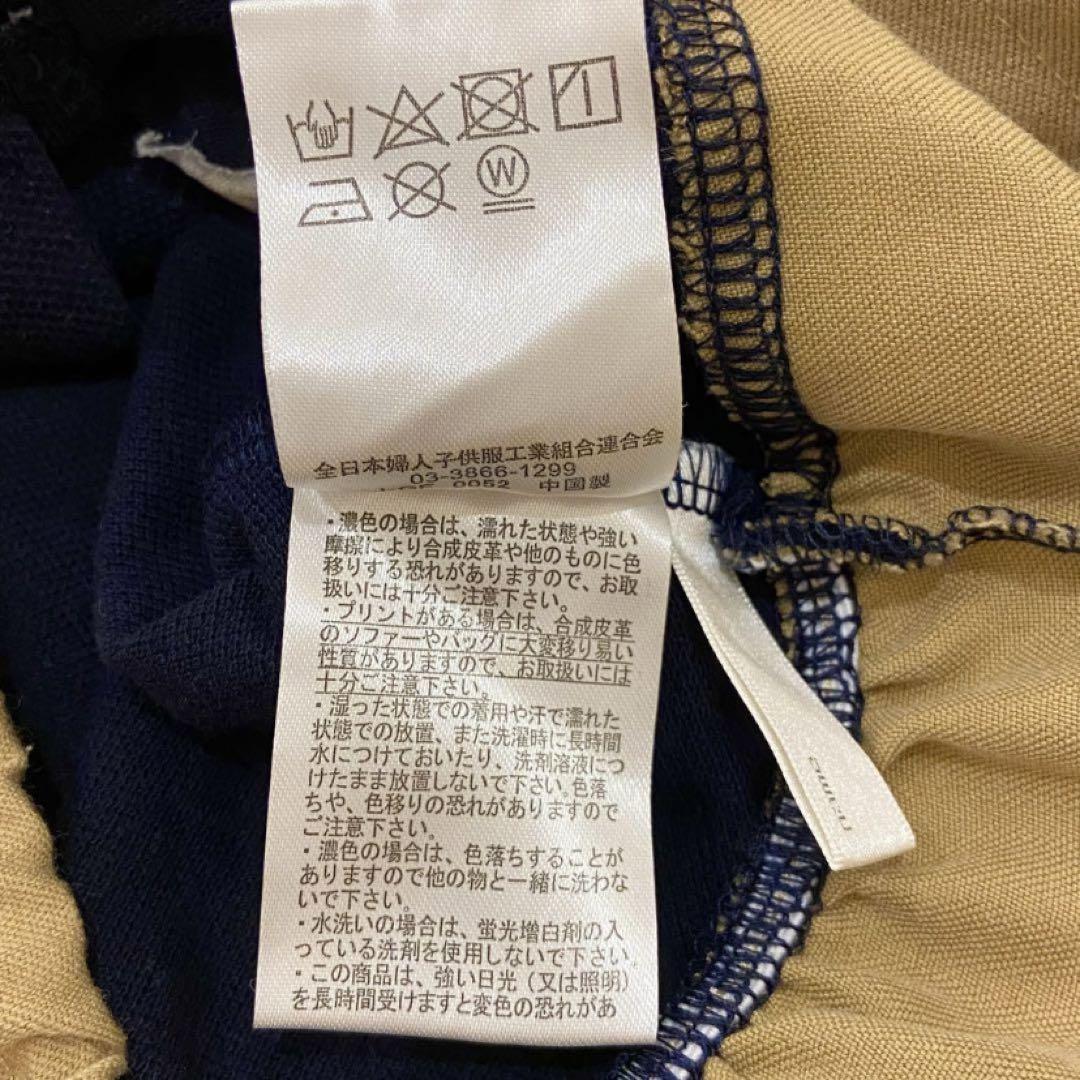 W
全日本婦人子供服工業組合連合会
03-3866-1299
0052 中国製
・濃色の場合は、濡れた状態や強い
摩擦により合成皮革や他のものに色
移りする恐れがありますので、お取
扱いには十分ご注意下さい。
・プリントがある場合は、合成皮革
のソファーやバッグに大変移り易い
性質がありますので、お取扱いには
十分ご注意下さい。
・湿った状態での着用や汗で濡れた
状態での放置、また洗濯時に長時間
水につけておいたり、洗剤溶液につ
けたまま放置しないで下さい。色落
ちや、色移りの恐れがありますので
ご注意下さい。
・濃色の場合は、色落ちすることが
ありますので他の物と一緒に洗わな
いで下さい。
・水洗いの場合は、蛍光増白剤の入
っている洗剤を使用しないで下さい。
・この商品は、強い日光（又は照明）
を長時間受けますと変色の恐れがあ
name